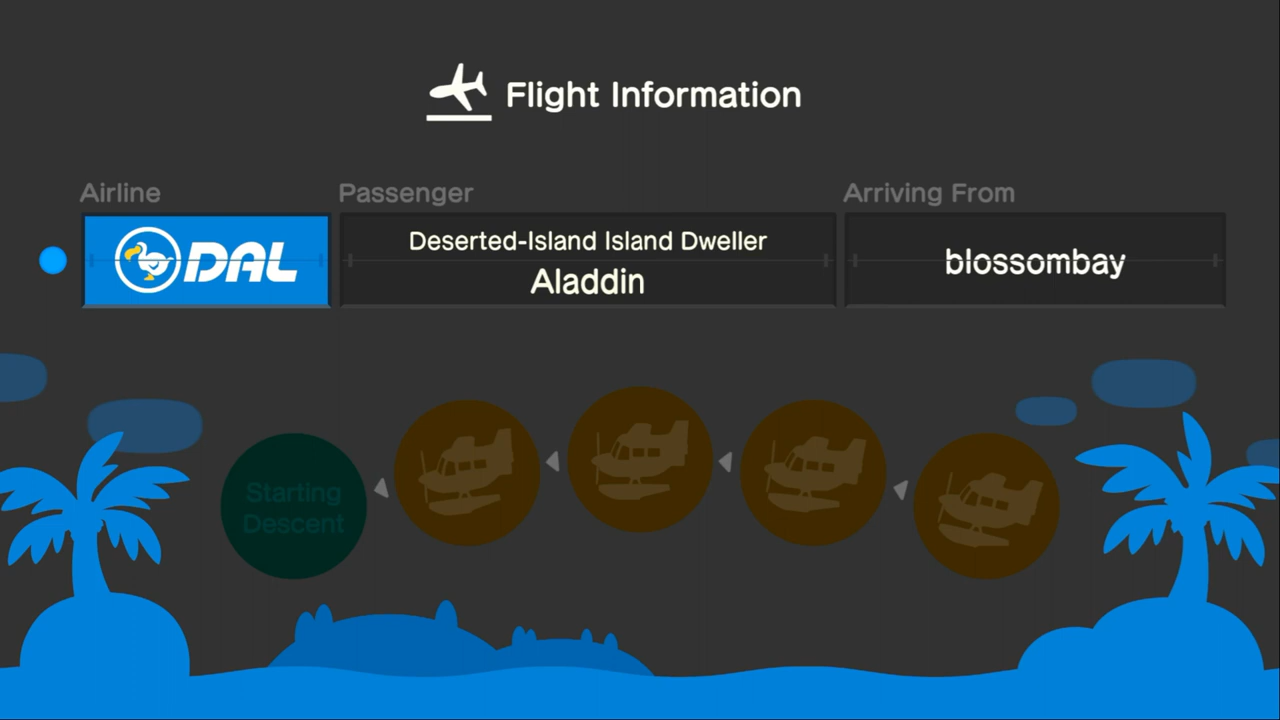 Flight Information
Airline
Passenger
Arriving From
DAL
Deserted-Island Island Dweller
Aladdin
blossombay
Starting
Descent